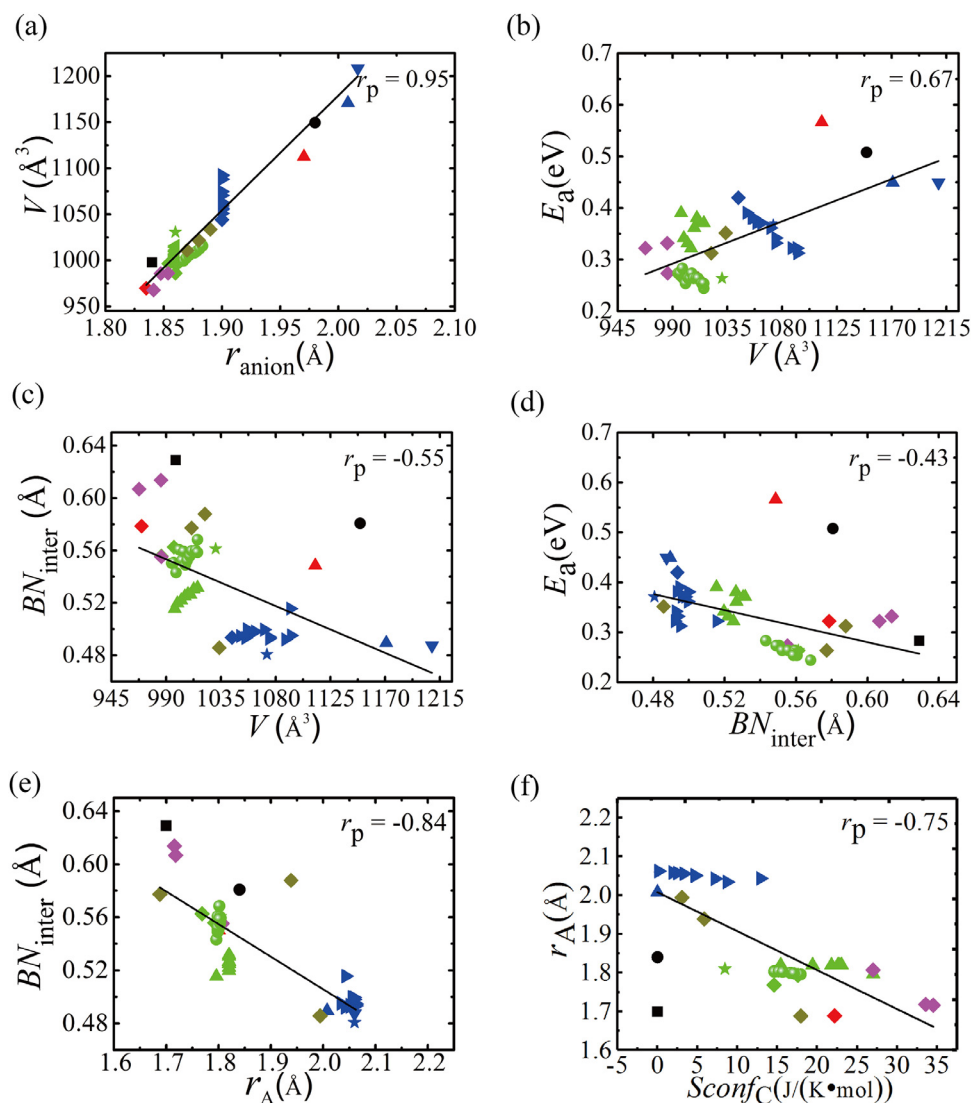 (a)
1200
1150
1100
1050
1000
950
V (Å³)
rp = 0.95
1.80 1.85 1.90 1.95 2.00 2.05 2.10
ranion(Å)
(b)
0.7
0.6
0.5
0.4
0.3
0.2
Ea(eV)
rp = 0.67
945 990 1035 1080 1125 1170 1215
V (Å³)
(c)
0.64
0.60
0.56
0.52
0.48
BNinter (Å)
rp = -0.55
945 990 1035 1080 1125 1170 1215
V (Å³)
(d)
0.7
0.6
0.5
0.4
0.3
0.2
Ea(eV)
rp = -0.43
0.48 0.52 0.56 0.60 0.64
BNinter(Å)
(e)
0.64
0.60
0.56
0.52
0.48
BNinter (Å)
rp = -0.84
1.6 1.7 1.8 1.9 2.0 2.1 2.2
rA(Å)
(f)
2.2
2.1
2.0
1.9
1.8
1.7
1.6
rA(Å)
rp = -0.75
-5 0 5 10 15 20 25 30 35
SconfC(J/(K•mol))